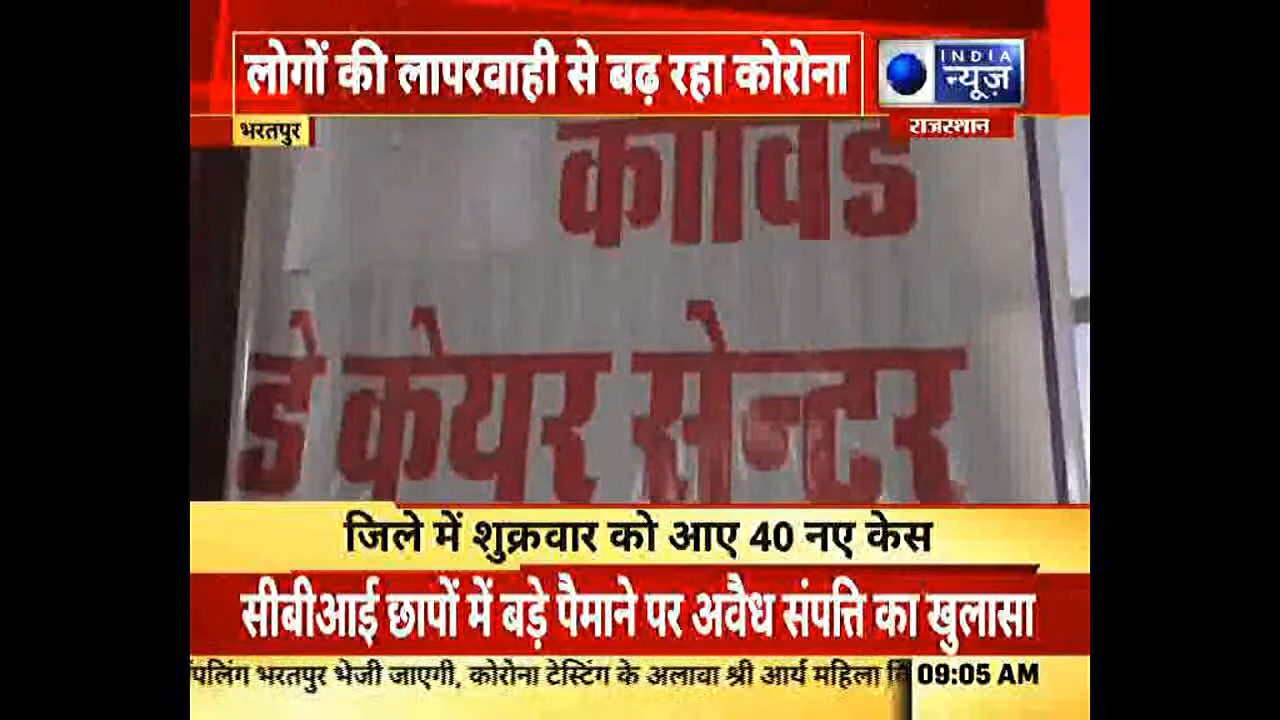 लोगों की लापरवाही से बढ़ रहा कोरोना
INDIA
न्यूज़
भरतपुर
राजस्थान
कोविड
डे केयर सेन्टर
जिले में शुक्रवार को आए 40 नए केस
सीबीआई छापों में बड़े पैमाने पर अवैध संपत्ति का खुलासा
भरतपुर भेजी जाएगी, कोरोना टेस्टिंग के अलावा श्री आर्य महिला
09:05 AM